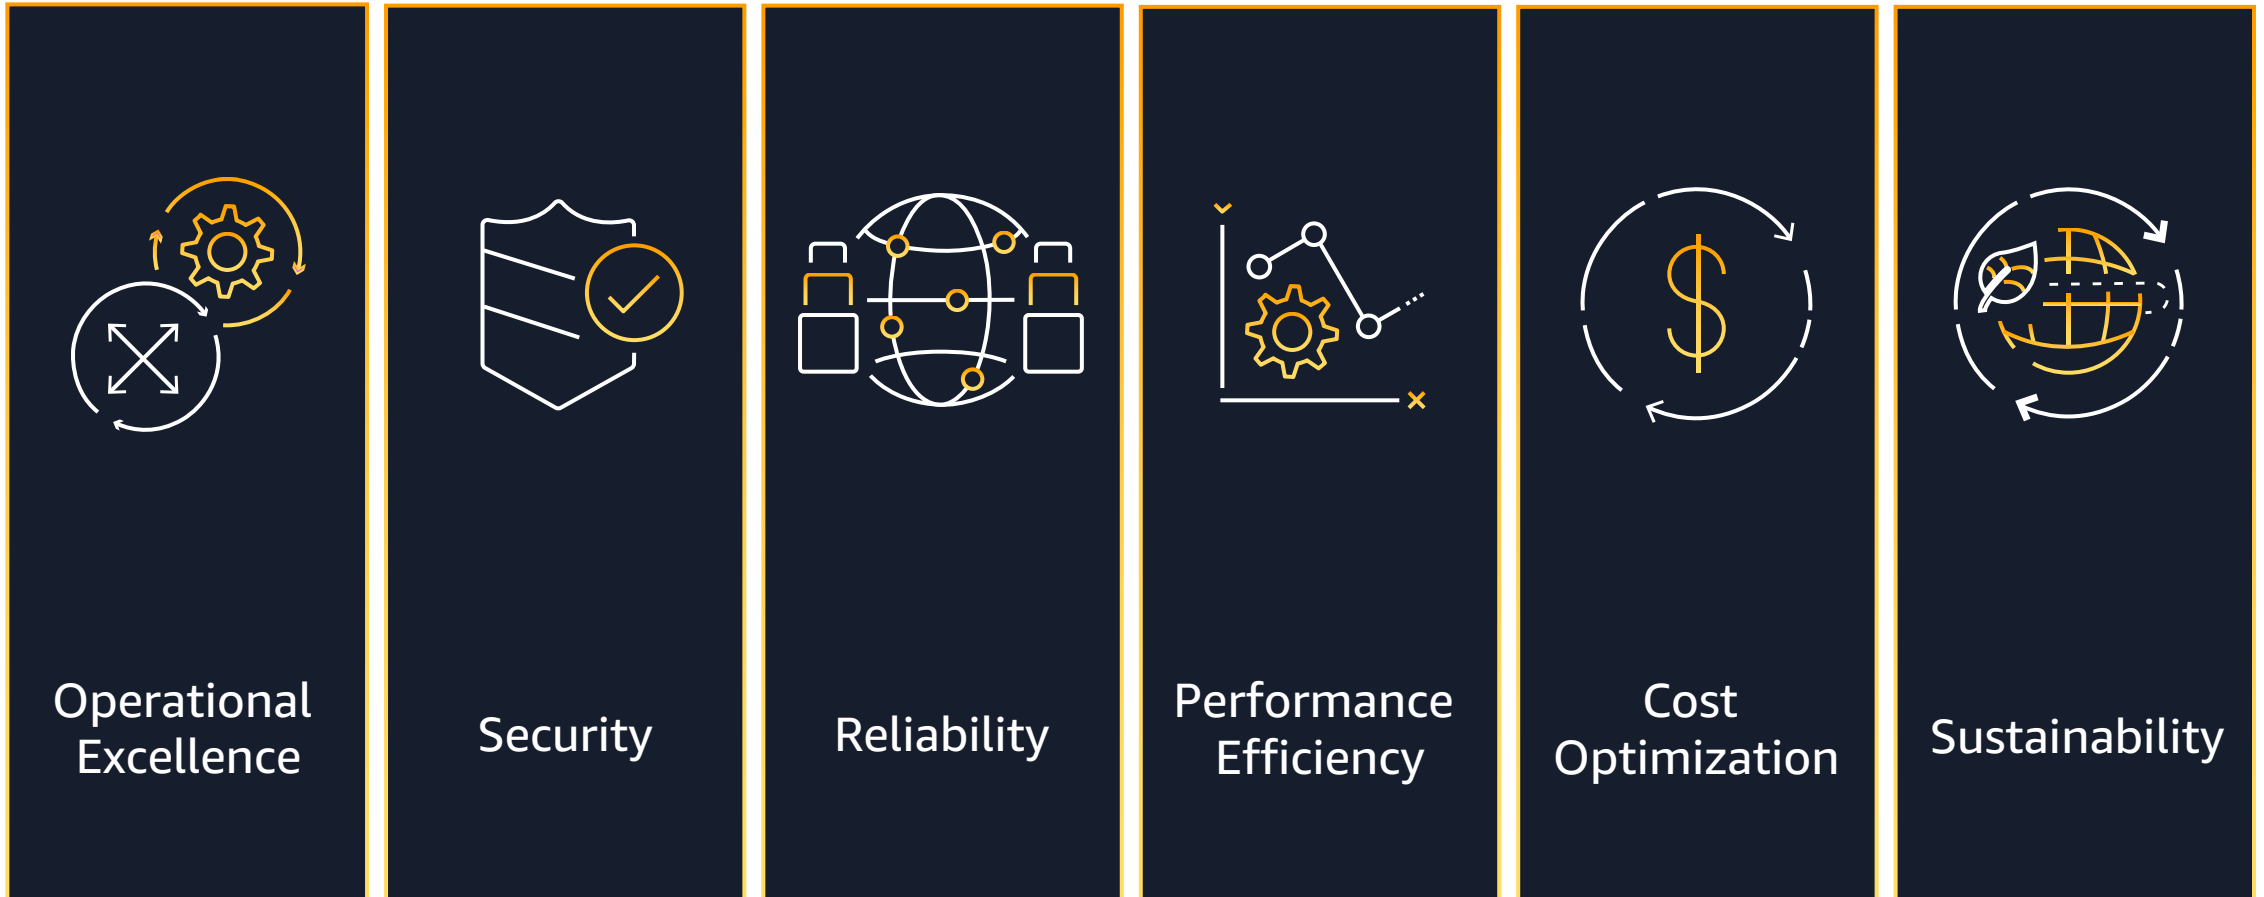 Operational
Excellence
Security
Reliability
Performance
Efficiency
Cost
Optimization
Sustainability